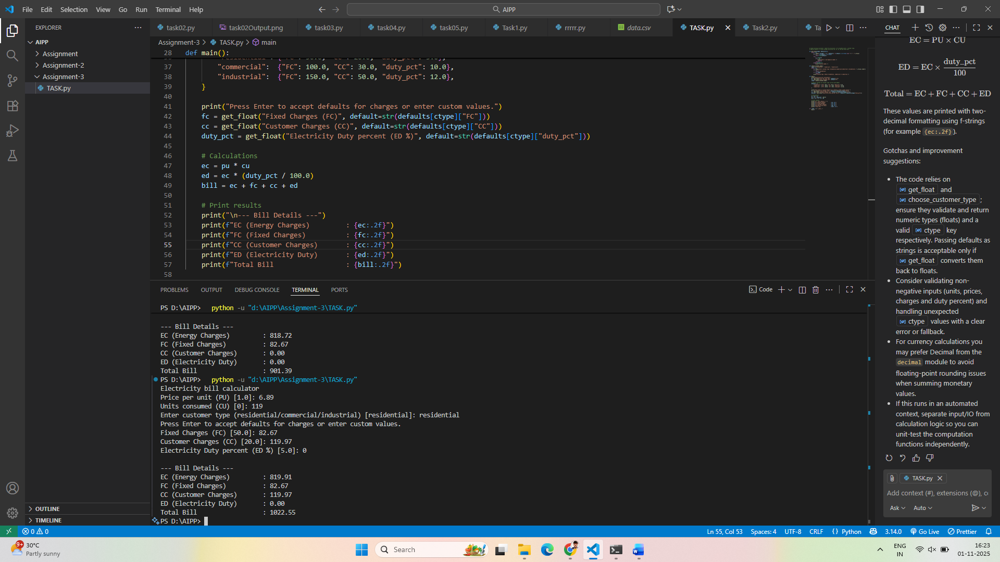 File Edit Selection View Go Run Terminal Help
AIPP
EXPLORER
AIPP
Assignment
Assignment-2
Assignment-3
TASK.py
OUTLINE
TIMELINE
task02.py task02Output.png task03.py task04.py task05.py Task1.py rrrrr.py data.csv TASK.py Task2.py Ta
Assignment-3 > TASK.py > main
28 def main():
37 "commercial": {"FC": 100.0, "CC": 30.0, "duty_pct": 10.0},
38 "industrial": {"FC": 150.0, "CC": 50.0, "duty_pct": 12.0},
39 }
40
41 print("Press Enter to accept defaults for charges or enter custom values.")
42 fc = get_float("Fixed Charges (FC)", default=str(defaults[ctype]["FC"]))
43 cc = get_float("Customer Charges (CC)", default=str(defaults[ctype]["CC"]))
44 duty_pct = get_float("Electricity Duty percent (ED %)", default=str(defaults[ctype]["duty_pct"]))
45
46 # Calculations
47 ec = pu * cu
48 ed = ec * (duty_pct / 100.0)
49 bill = ec + fc + cc + ed
50
51 # Print results
52 print("\n--- Bill Details ---")
53 print(f"EC (Energy Charges)         : {ec:.2f}")
54 print(f"FC (Fixed Charges)          : {fc:.2f}")
55 print(f"CC (Customer Charges)       : {cc:.2f}")
56 print(f"ED (Electricity Duty)       : {ed:.2f}")
57 print(f"Total Bill                  : {bill:.2f}")
58
PROBLEMS OUTPUT DEBUG CONSOLE TERMINAL PORTS
Code
PS D:\AIPP> python -u "d:\AIPP\Assignment-3\TASK.py"
--- Bill Details ---
EC (Energy Charges)         : 818.72
FC (Fixed Charges)          : 82.67
CC (Customer Charges)       : 0.00
ED (Electricity Duty)       : 0.00
Total Bill                  : 901.39
PS D:\AIPP> python -u "d:\AIPP\Assignment-3\TASK.py"
Electricity bill calculator
Price per unit (PU) [1.0]: 6.89
Units consumed (CU) [0]: 119
Enter customer type (residential/commercial/industrial) [residential]: residential
Press Enter to accept defaults for charges or enter custom values.
Fixed Charges (FC) [50.0]: 82.67
Customer Charges (CC) [20.0]: 119.97
Electricity Duty percent (ED %) [5.0]: 0
--- Bill Details ---
EC (Energy Charges)         : 819.91
FC (Fixed Charges)          : 82.67
CC (Customer Charges)       : 119.97
ED (Electricity Duty)       : 0.00
Total Bill                  : 1022.55
PS D:\AIPP>
CHAT
EC = PU × CU
ED = EC × duty_pct / 100
Total = EC + FC + CC + ED
These values are printed with two-
decimal formatting using f-strings
(for example {ec:.2f}).
Gotchas and improvement
suggestions:
• The code relies on
get_float and
choose_customer_type ;
ensure they validate and return
numeric types (floats) and a
valid ctype key
respectively. Passing defaults as
strings is acceptable only if
get_float converts them
back to floats.
• Consider validating non-
negative inputs (units, prices,
charges and duty percent) and
handling unexpected
ctype values with a clear
error or fallback.
• For currency calculations you
may prefer Decimal from the
decimal module to avoid
floating-point rounding issues
when summing monetary
values.
• If this runs in an automated
context, separate input/IO from
calculation logic so you can
unit-test the computation
functions independently.
TASK.py
Add context (#), extensions (@), c
Ask Auto
0 0
Ln 55, Col 53 Spaces: 4 UTF-8 CRLF {} Python 3.14.0 Go Live Prettier
9+
30°C
Partly sunny
Search
ENG
IN
16:23
01-11-2025